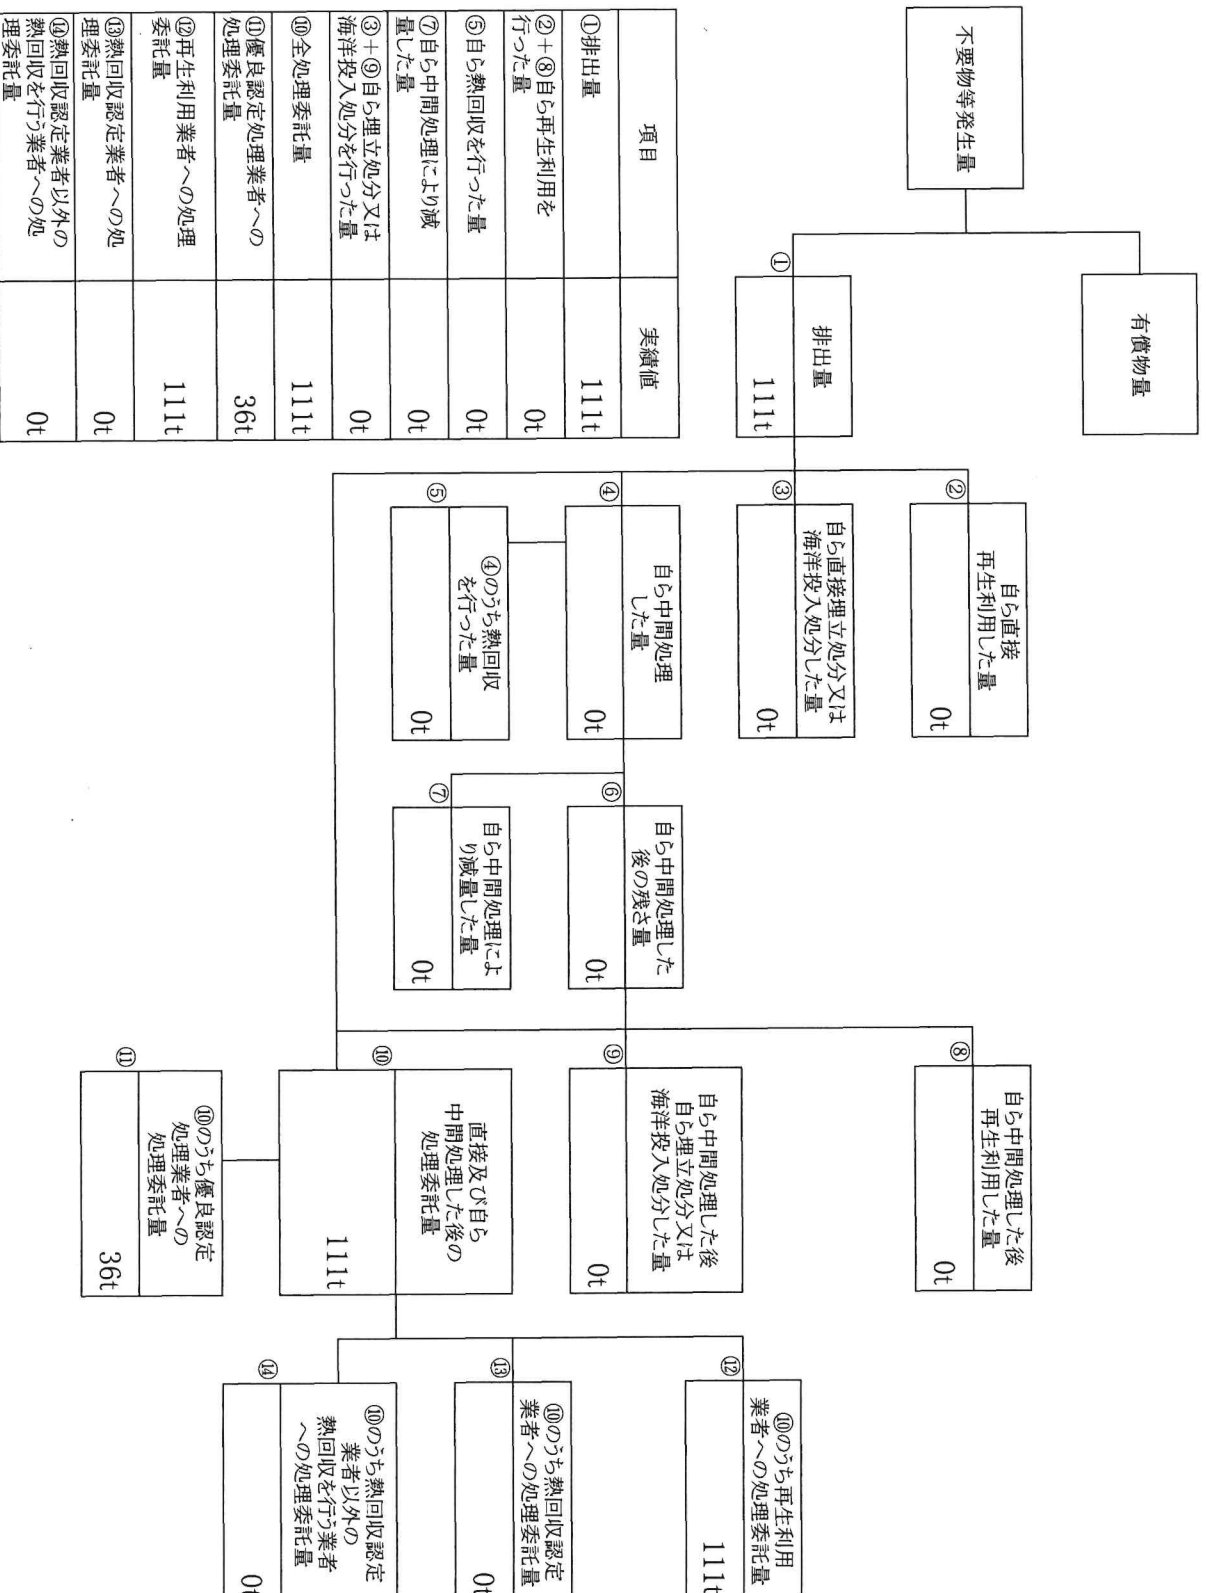 不要物等発生量
有償物量
①
排出量
111t
②
自ら直接
再生利用した量
0t
③
自ら直接埋立処分又は
海洋投入処分した量
0t
④
自ら中間処理
した量
0t
⑤
④のうち熱回収
を行った量
0t
⑥
自ら中間処理した
後の残さ量
0t
⑦
自ら中間処理によ
り減量した量
0t
⑧
自ら中間処理した後
再生利用した量
0t
⑨
自ら中間処理した後
自ら埋立処分又は
海洋投入処分した量
0t
⑩
直接及び自ら
中間処理した後の
処理委託量
111t
⑪
⑩のうち優良認定
処理業者への
処理委託量
36t
⑫
⑩のうち再生利用
業者への処理委託量
111t
⑬
⑩のうち熱回収認定
業者への処理委託量
0t
⑭
⑩のうち熱回収認定
業者以外の
熱回収を行う業者
への処理委託量
0t
項目
実績値
①排出量
111t
②+⑧自ら再生利用を
行った量
0t
⑤自ら熱回収を行った量
0t
⑦自ら中間処理により減
量した量
0t
③+⑨自ら埋立処分又は
海洋投入処分を行った量
0t
⑩全処理委託量
111t
⑪優良認定処理業者への
処理委託量
36t
⑫再生利用業者への処理
委託量
111t
⑬熱回収認定業者への処
理委託量
0t
⑭熱回収認定業者以外の
熱回収を行う業者への処
理委託量
0t